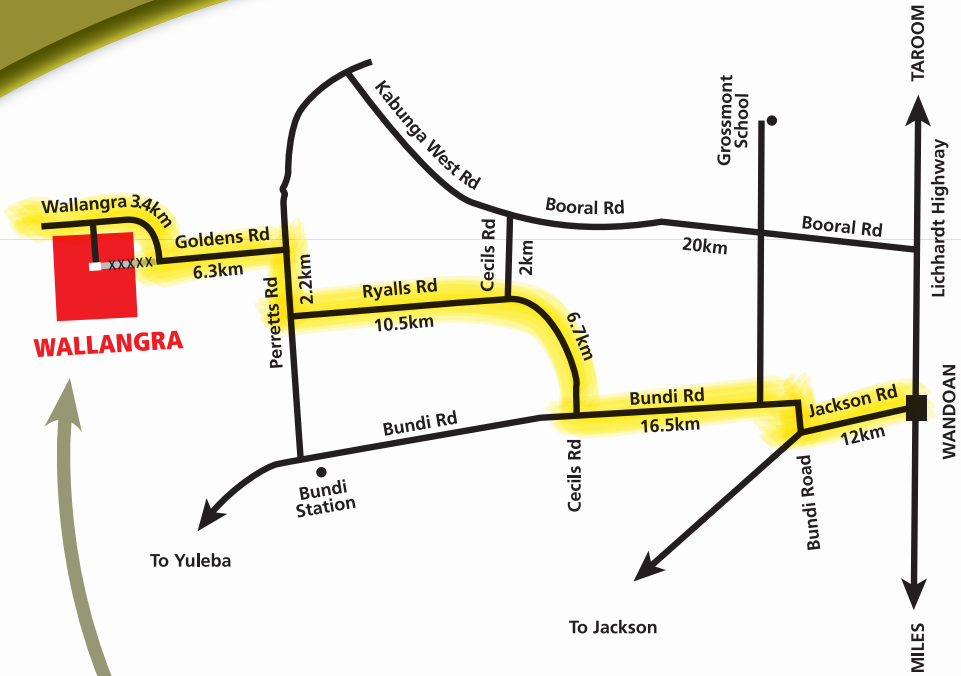 TAROOM
Lichhardt Highway
Grossmont
School
Kabunga West Rd
Booral Rd
Booral Rd
20km
Wallangra 3.4km
XXXXX
Goldens Rd
6.3km
WALLANGRA
Perretts Rd
2.2km
Ryalls Rd
10.5km
Cecils Rd
2km
6.7km
Bundi Rd
16.5km
Jackson Rd
12km
WANDOAN
Bundi Rd
Bundi
Station
Cecils Rd
Bundi Road
To Yuleba
To Jackson
MILES